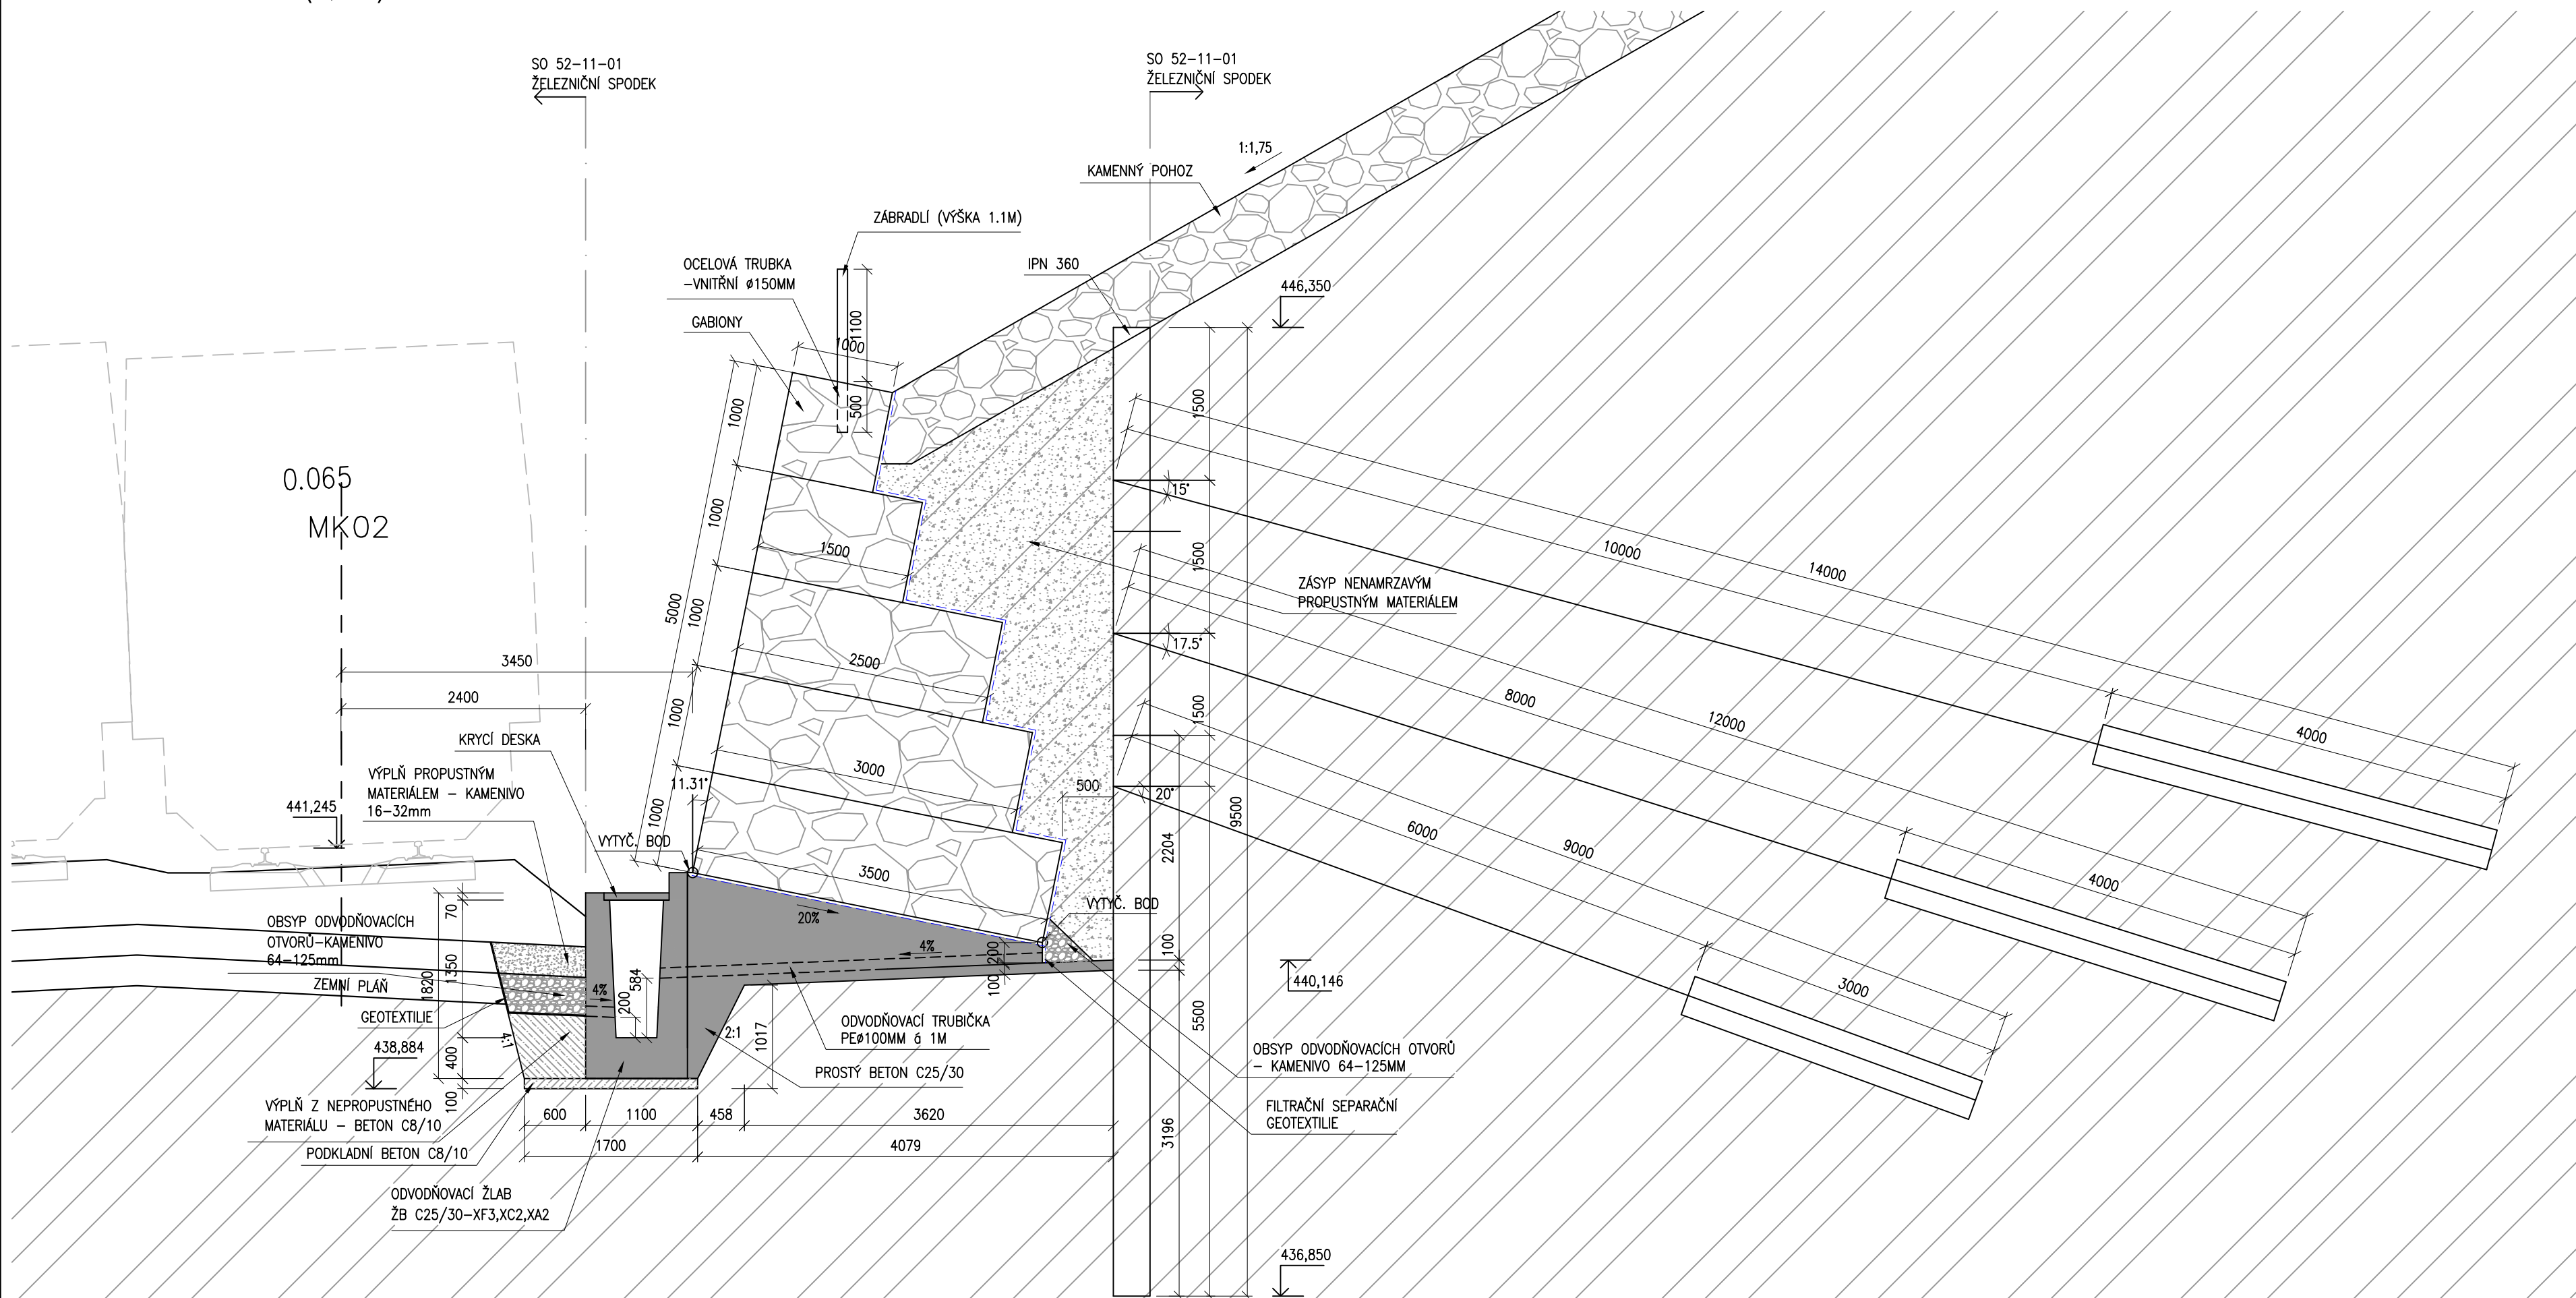 SO 52-11-01
ŽELEZNIČNÍ SPODEK
SO 52-11-01
ŽELEZNIČNÍ SPODEK
1:1,75
KAMENNÝ POHOZ
ZÁBRADLÍ (VÝŠKA 1.1M)
OCELOVÁ TRUBKA
-VNITŘNÍ ø150MM
IPN 360
446,350
GABIONY
1100
1000
500
1000
1000
5000
1000
1000
1000
1500
2500
3000
3500
11.31°
0.065
MK02
3450
2400
1500
1500
1500
15°
17.5°
20°
9500
2204
500
100
5500
3196
10000
14000
4000
8000
12000
4000
6000
9000
3000
ZÁSYP NENAMRZAVÝM
PROPUSTNÝM MATERIÁLEM
KRYCÍ DESKA
VÝPLŇ PROPUSTNÝM
MATERIÁLEM - KAMENIVO
16-32mm
441,245
VYTYČ. BOD
VYTYČ. BOD
20%
4%
200
100
70
1350
1820
400
100
OBSYP ODVODŇOVACÍCH
OTVORŮ-KAMENIVO
64-125mm
ZEMNÍ PLÁŇ
GEOTEXTILIE
4%
584
200
4:1
438,884
2:1
1017
440,146
ODVODŇOVACÍ TRUBIČKA
PEø100MM á 1M
PROSTÝ BETON C25/30
OBSYP ODVODŇOVACÍCH OTVORŮ
- KAMENIVO 64-125MM
FILTRAČNÍ SEPARAČNÍ
GEOTEXTILIE
VÝPLŇ Z NEPROPUSTNÉHO
MATERIÁLU - BETON C8/10
600
1100
458
3620
1700
4079
PODKLADNÍ BETON C8/10
ODVODŇOVACÍ ŽLAB
ŽB C25/30-XF3,XC2,XA2
436,850